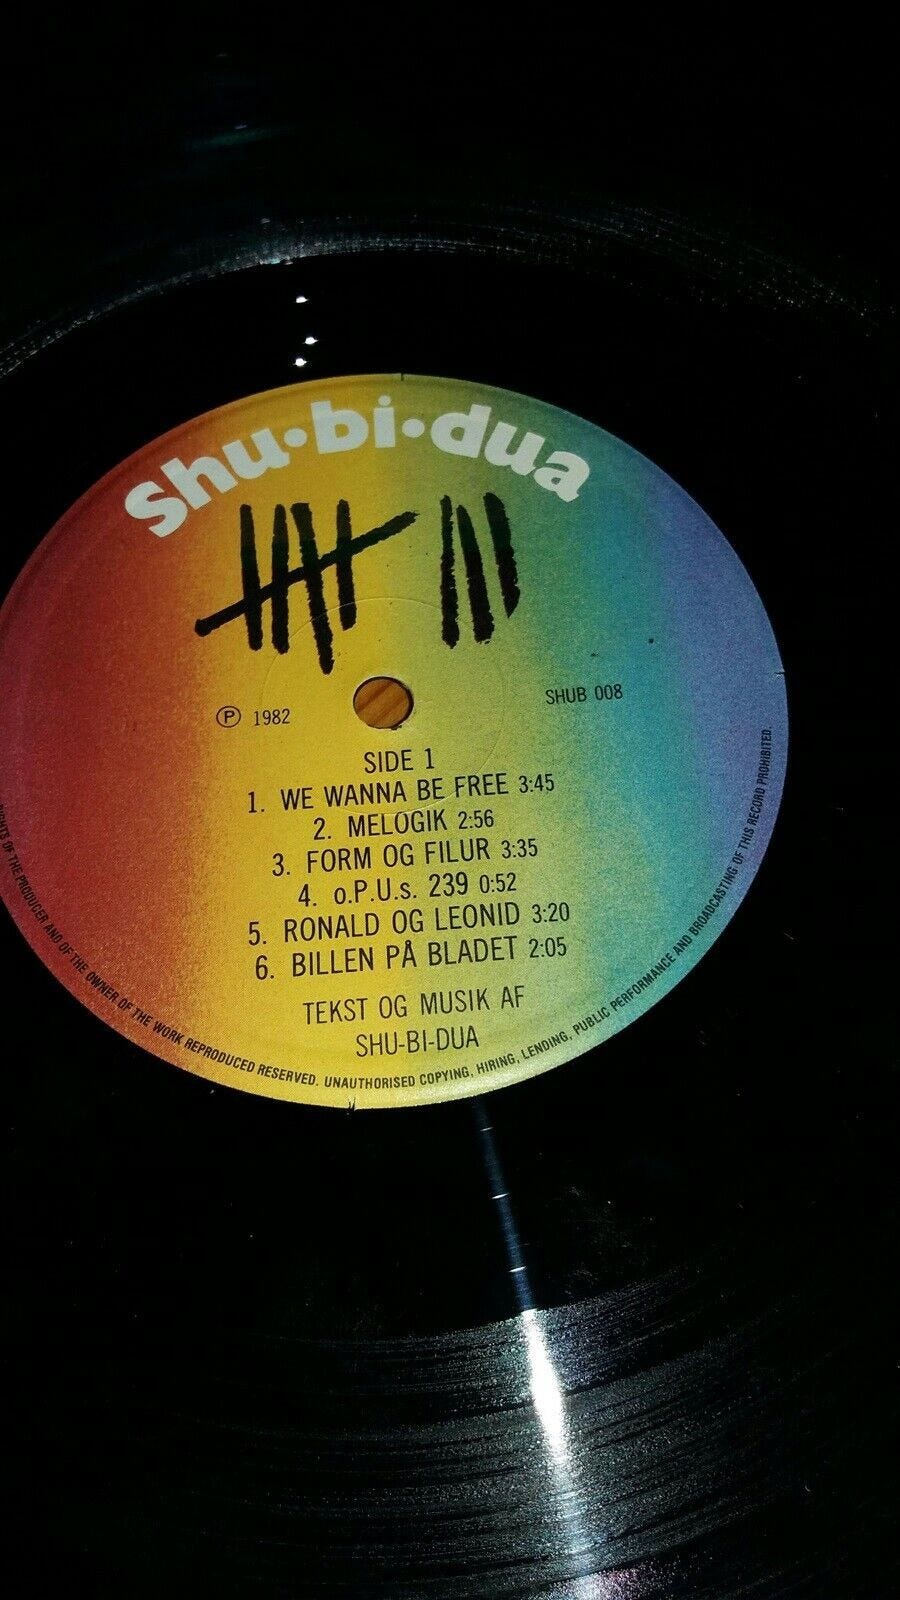 shu•bi•dua
Ⓟ 1982
SHUB 008
SIDE 1
1. WE WANNA BE FREE 3:45
2. MELOGIK 2:56
3. FORM OG FILUR 3:35
4. o.P.U.s. 239 0:52
5. RONALD OG LEONID 3:20
6. BILLEN PÅ BLADET 2:05
TEKST OG MUSIK AF
SHU-BI-DUA
RIGHTS OF THE PRODUCER AND OF THE OWNER OF THE WORK REPRODUCED RESERVED. UNAUTHORISED COPYING, HIRING, LENDING, PUBLIC PERFORMANCE AND BROADCASTING OF THIS RECORD PROHIBITED.